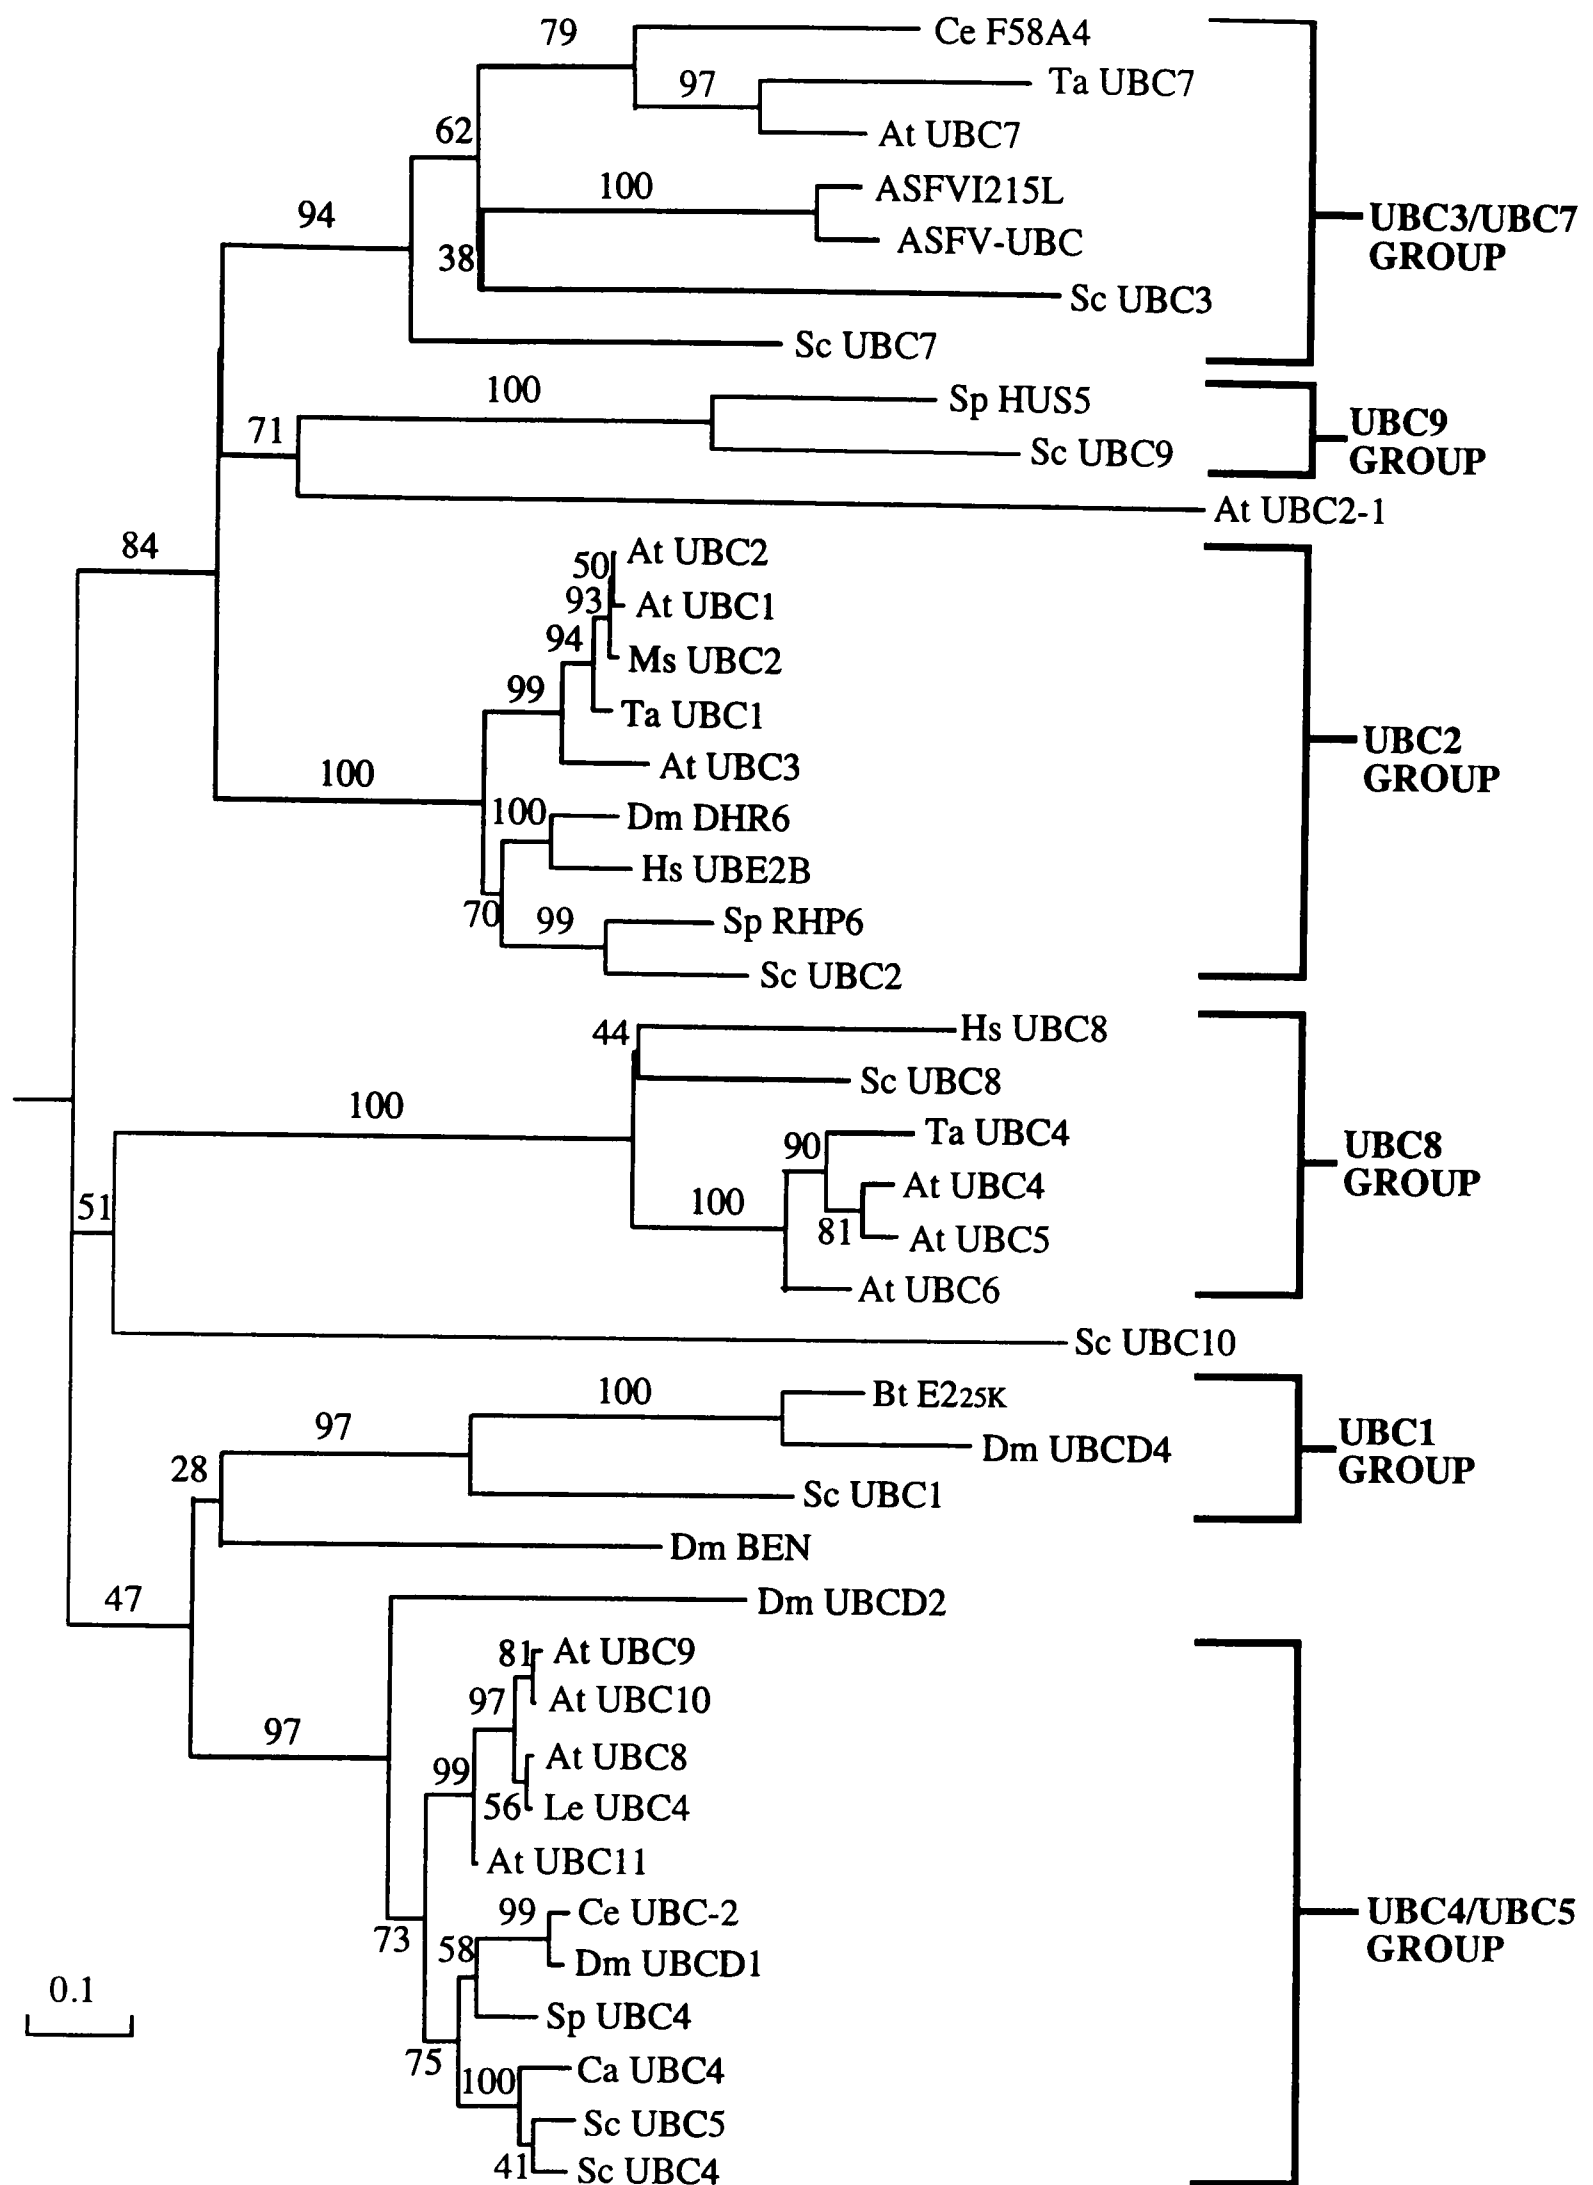 79
Ce F58A4
97
Ta UBC7
62
At UBC7
100
ASFVI215L
94
UBC3/UBC7
GROUP
ASFV-UBC
38
Sc UBC3
Sc UBC7
100
Sp HUS5
71
UBC9
GROUP
Sc UBC9
At UBC2-1
84
At UBC2
50
93
At UBC1
94
Ms UBC2
99
Ta UBC1
UBC2
GROUP
At UBC3
100
100
Dm DHR6
Hs UBE2B
70
99
Sp RHP6
Sc UBC2
44
Hs UBC8
Sc UBC8
100
Ta UBC4
90
UBC8
GROUP
At UBC4
51
100
81
At UBC5
At UBC6
Sc UBC10
100
Bt E225K
97
UBC1
GROUP
Dm UBCD4
28
Sc UBC1
Dm BEN
47
Dm UBCD2
81
At UBC9
97
At UBC10
97
At UBC8
99
56
Le UBC4
At UBC11
99
Ce UBC-2
UBC4/UBC5
GROUP
73
58
Dm UBCD1
0.1
Sp UBC4
75
100
Ca UBC4
Sc UBC5
41
Sc UBC4